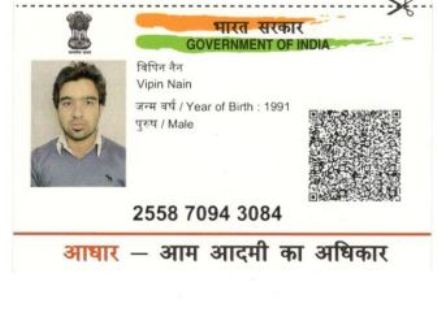 भारत सरकार
GOVERNMENT OF INDIA
विपिन नैन
Vipin Nain
जन्म वर्ष / Year of Birth : 1991
पुरुष / Male
2558 7094 3084
आधार — आम आदमी का अधिकार